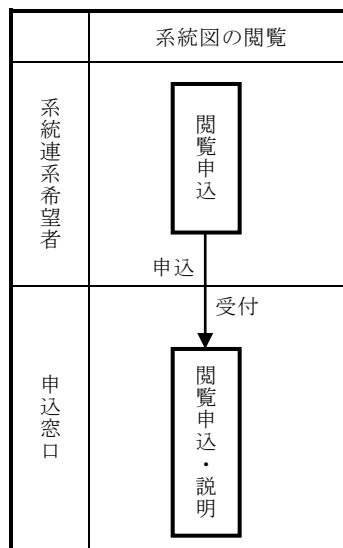 系統図の閲覧
系統連系希望者
閲覧申込
申込
受付
申込窓口
閲覧申込・説明